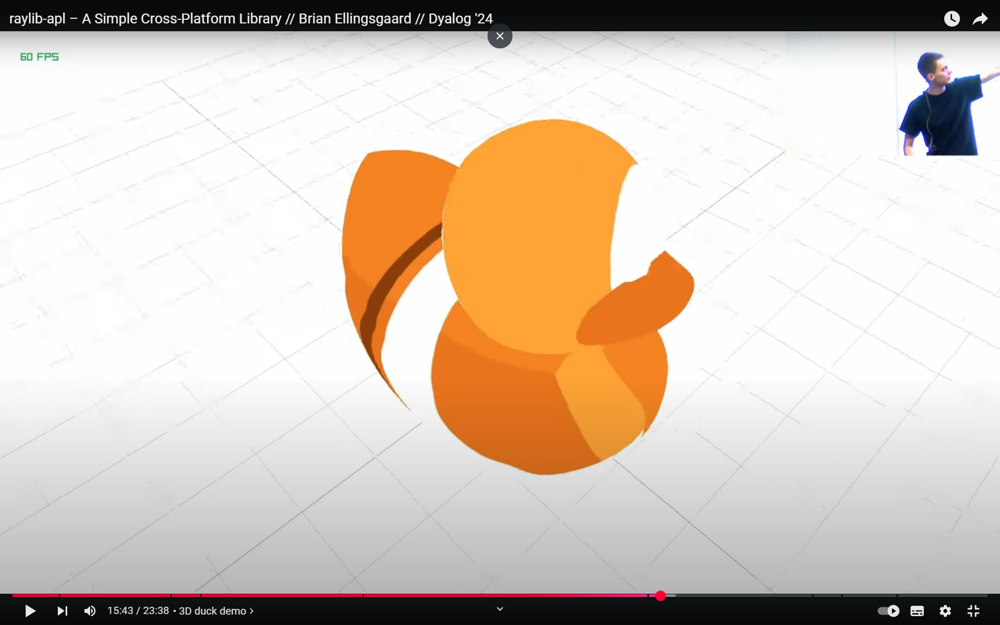 raylib-apl – A Simple Cross-Platform Library // Brian Ellingsgaard // Dyalog '24
60 FPS
15:43 / 23:38 • 3D duck demo ›